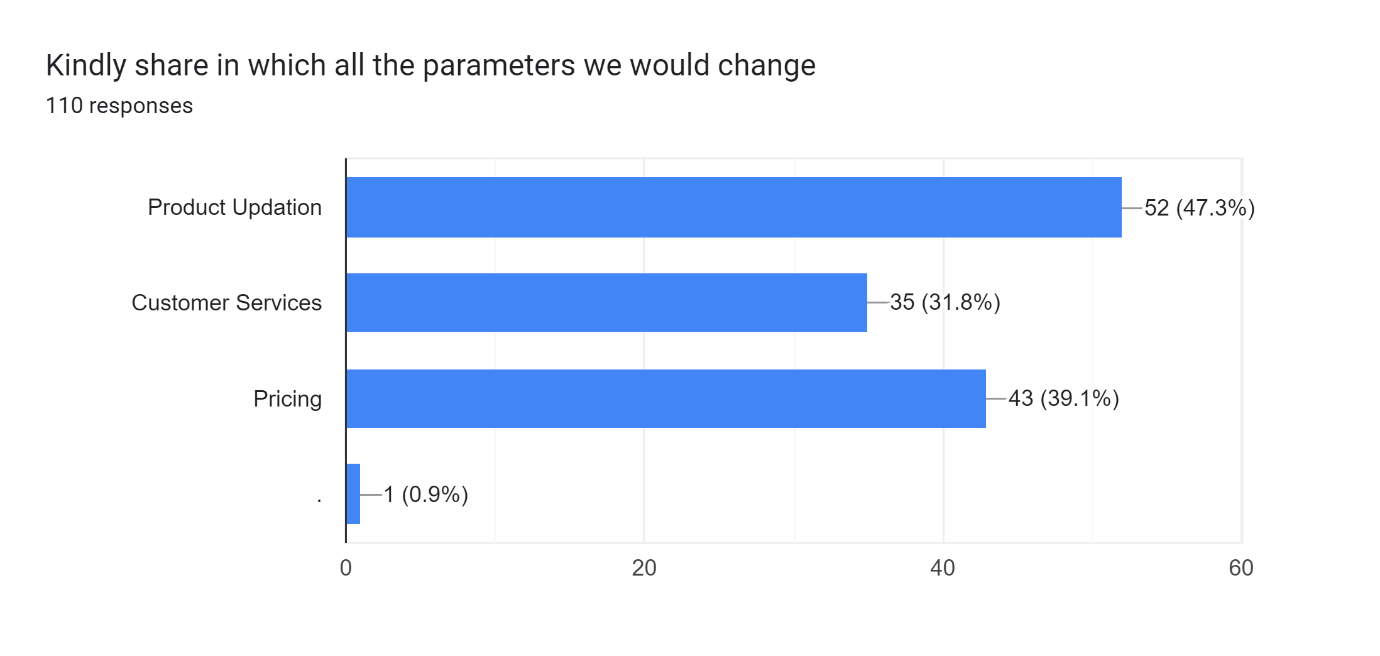 Kindly share in which all the parameters we would change
110 responses
Product Updation
52 (47.3%)
Customer Services
35 (31.8%)
Pricing
43 (39.1%)
.
1 (0.9%)
0
20
40
60